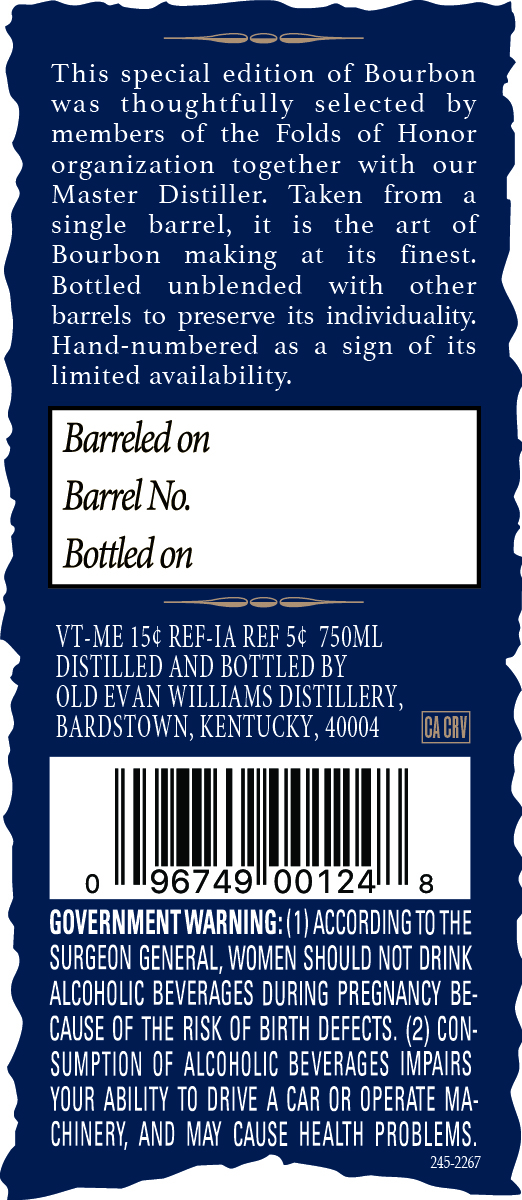 This special edition of Bourbon
was thoughtfully selected by
members of the Folds of Honor
organization together with our
Master Distiller. Taken from a
single barrel, it is the art of
Bourbon making at its finest.
Bottled unblended with other
barrels to preserve its individuality.
Hand-numbered as a sign of its
limited availability.
Barreled on
Barrel No.
Bottled on
VT-ME 15¢ REF-IA REF 5¢ 750ML
DISTILLED AND BOTTLED BY
OLD EVAN WILLIAMS DISTILLERY,
BARDSTOWN, KENTUCKY, 40004
CA CRV
0 96749 00124 8
GOVERNMENT WARNING: (1) ACCORDING TO THE
SURGEON GENERAL, WOMEN SHOULD NOT DRINK
ALCOHOLIC BEVERAGES DURING PREGNANCY BE-
CAUSE OF THE RISK OF BIRTH DEFECTS. (2) CON-
SUMPTION OF ALCOHOLIC BEVERAGES IMPAIRS
YOUR ABILITY TO DRIVE A CAR OR OPERATE MA-
CHINERY, AND MAY CAUSE HEALTH PROBLEMS.
245-2267